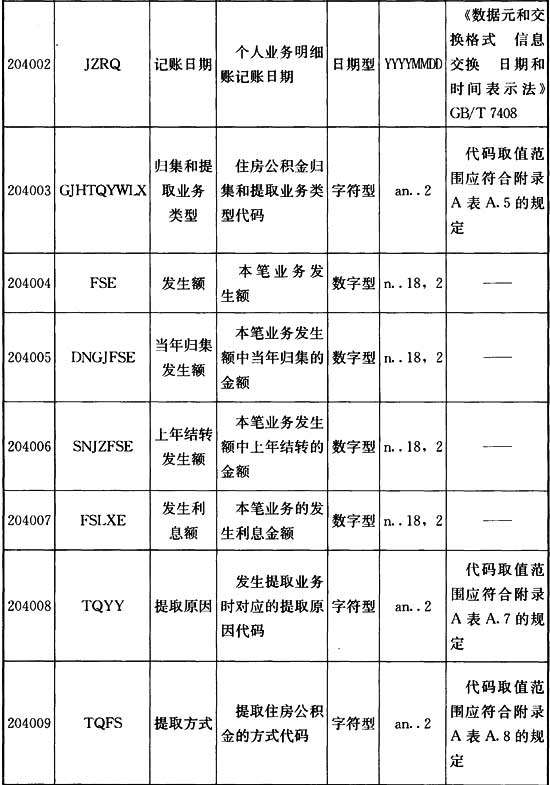 204002 JZRQ 记账日期 个人业务明细账记账日期 日期型 YYYYMMDD 《数据元和交换格式 信息交换 日期和时间表示法》GB/T 7408
204003 GJHTQYWLX 归集和提取业务类型 住房公积金归集和提取业务类型代码 字符型 an..2 代码取值范围应符合附录A 表 A.5 的规定
204004 FSE 发生额 本笔业务发生额 数字型 n..18，2 ——
204005 DNGJFSE 当年归集发生额 本笔业务发生额中当年归集的金额 数字型 n..18，2 ——
204006 SNJZFSE 上年结转发生额 本笔业务发生额中上年结转的金额 数字型 n..18，2 ——
204007 FSLXE 发生利息额 本笔业务的发生利息金额 数字型 n..18，2 ——
204008 TQYY 提取原因 发生提取业务时对应的提取原因代码 字符型 an..2 代码取值范围应符合附录A 表 A.7 的规定
204009 TQFS 提取方式 提取住房公积金的方式代码 字符型 an..2 代码取值范围应符合附录A 表 A.8 的规定